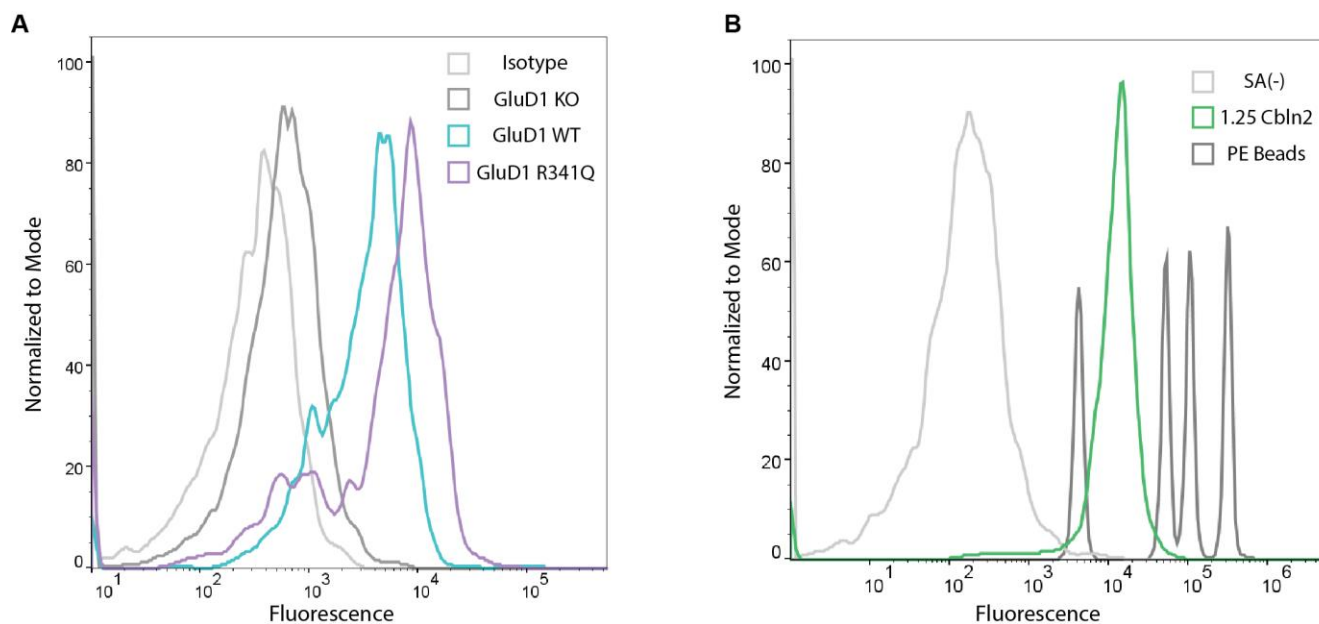 A
Normalized to Mode
100
80
60
40
20
0
Isotype
GluD1 KO
GluD1 WT
GluD1 R341Q
10^1 10^2 10^3 10^4 10^5
Fluorescence
B
Normalized to Mode
100
80
60
40
20
0
SA(-)
1.25 Cbln2
PE Beads
10^1 10^2 10^3 10^4 10^5 10^6
Fluorescence